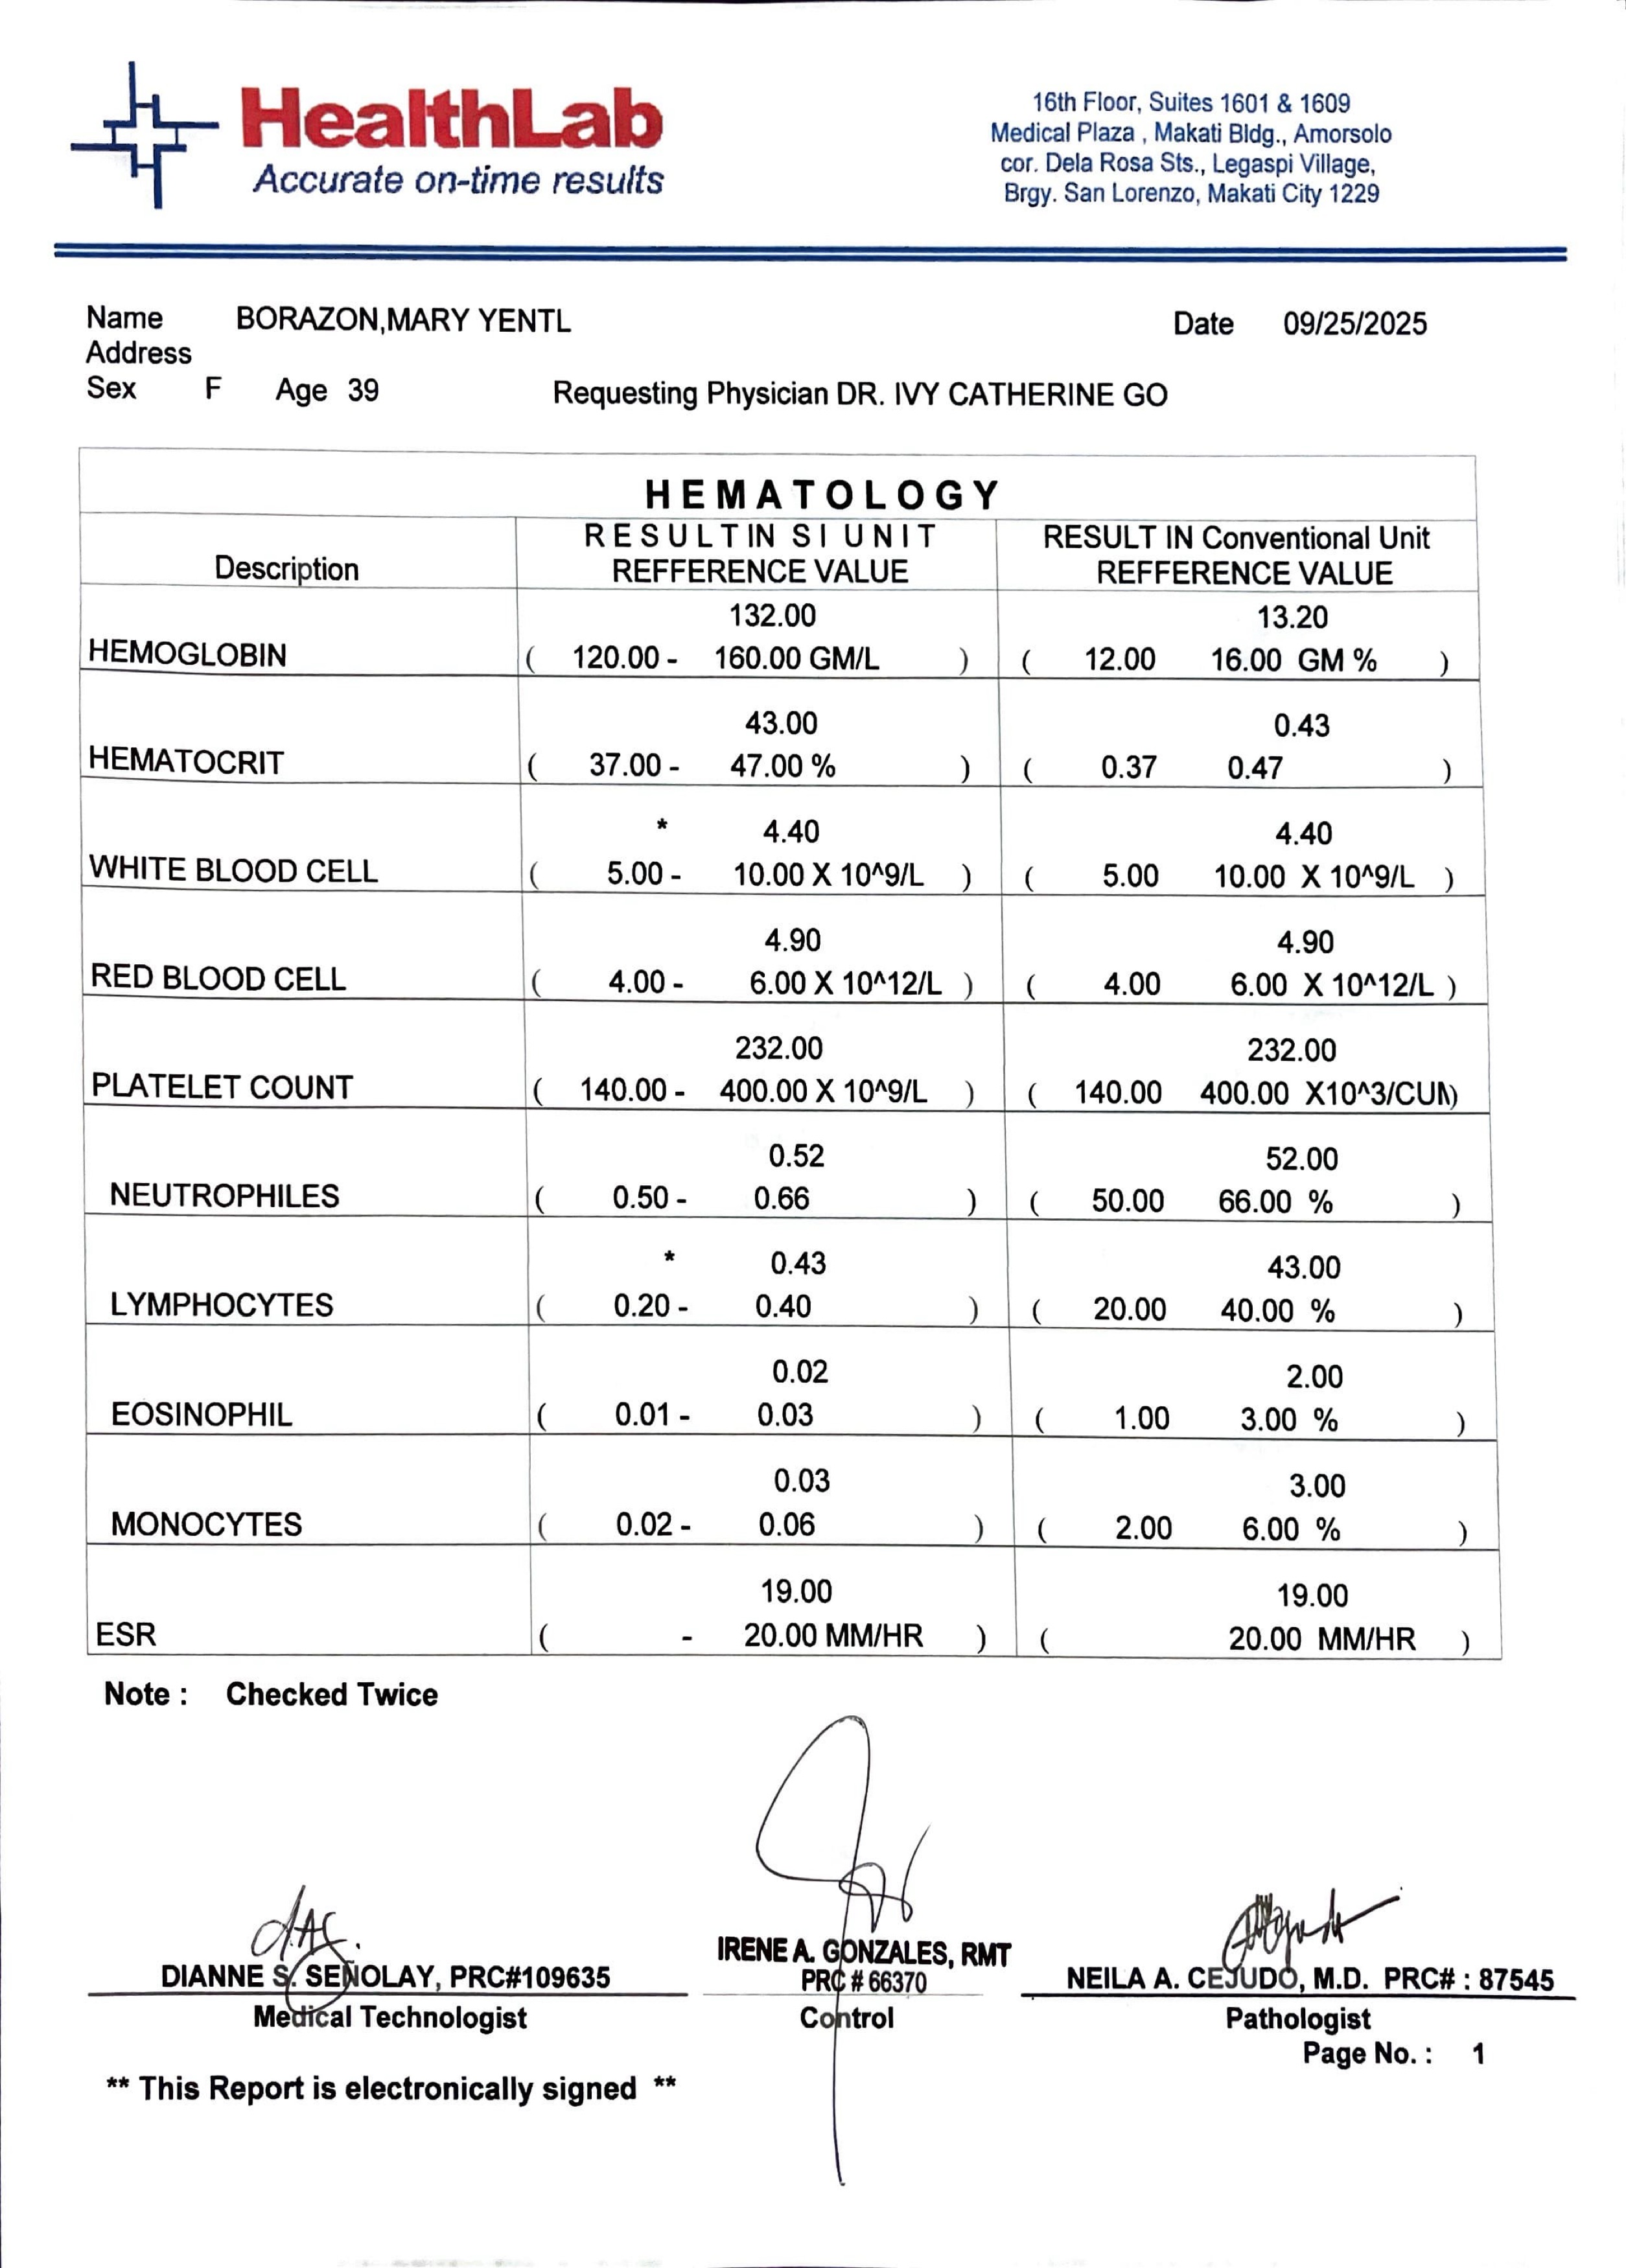 HealthLab
Accurate on-time results
16th Floor, Suites 1601 & 1609
Medical Plaza , Makati Bldg., Amorsolo
cor. Dela Rosa Sts., Legaspi Village,
Brgy. San Lorenzo, Makati City 1229
Name BORAZON,MARY YENTL Date 09/25/2025
Address
Sex F Age 39 Requesting Physician DR. IVY CATHERINE GO
HEMATOLOGY
Description
RESULT IN SI UNIT
REFFERENCE VALUE
RESULT IN Conventional Unit
REFFERENCE VALUE
132.00 13.20
HEMOGLOBIN ( 120.00 - 160.00 GM/L ) ( 12.00 16.00 GM % )
43.00 0.43
HEMATOCRIT ( 37.00 - 47.00 % ) ( 0.37 0.47 )
* 4.40 4.40
WHITE BLOOD CELL ( 5.00 - 10.00 X 10^9/L ) ( 5.00 10.00 X 10^9/L )
4.90 4.90
RED BLOOD CELL ( 4.00 - 6.00 X 10^12/L ) ( 4.00 6.00 X 10^12/L )
232.00 232.00
PLATELET COUNT ( 140.00 - 400.00 X 10^9/L ) ( 140.00 400.00 X10^3/CUM)
0.52 52.00
NEUTROPHILES ( 0.50 - 0.66 ) ( 50.00 66.00 % )
* 0.43 43.00
LYMPHOCYTES ( 0.20 - 0.40 ) ( 20.00 40.00 % )
0.02 2.00
EOSINOPHIL ( 0.01 - 0.03 ) ( 1.00 3.00 % )
0.03 3.00
MONOCYTES ( 0.02 - 0.06 ) ( 2.00 6.00 % )
19.00 19.00
ESR ( - 20.00 MM/HR ) ( 20.00 MM/HR )
Note : Checked Twice
DIANNE S. SEÑOLAY, PRC#109635
Medical Technologist
IRENE A. GONZALES, RMT
PRC # 66370
Control
NEILA A. CEJUDO, M.D. PRC# : 87545
Pathologist
Page No. : 1
** This Report is electronically signed **